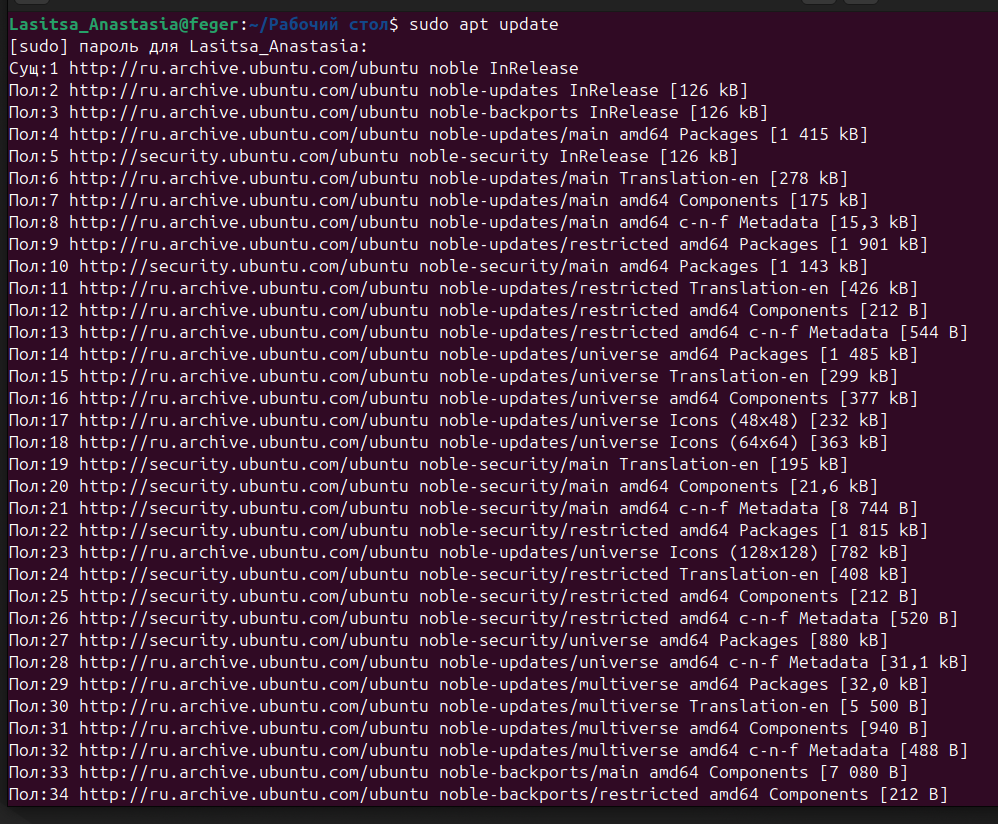 Lasitsa_Anastasia@feger:~/Рабочий стол$ sudo apt update
[sudo] пароль для Lasitsa_Anastasia:
Сущ:1 http://ru.archive.ubuntu.com/ubuntu noble InRelease
Пол:2 http://ru.archive.ubuntu.com/ubuntu noble-updates InRelease [126 kB]
Пол:3 http://ru.archive.ubuntu.com/ubuntu noble-backports InRelease [126 kB]
Пол:4 http://ru.archive.ubuntu.com/ubuntu noble-updates/main amd64 Packages [1 415 kB]
Пол:5 http://security.ubuntu.com/ubuntu noble-security InRelease [126 kB]
Пол:6 http://ru.archive.ubuntu.com/ubuntu noble-updates/main Translation-en [278 kB]
Пол:7 http://ru.archive.ubuntu.com/ubuntu noble-updates/main amd64 Components [175 kB]
Пол:8 http://ru.archive.ubuntu.com/ubuntu noble-updates/main amd64 c-n-f Metadata [15,3 kB]
Пол:9 http://ru.archive.ubuntu.com/ubuntu noble-updates/restricted amd64 Packages [1 901 kB]
Пол:10 http://security.ubuntu.com/ubuntu noble-security/main amd64 Packages [1 143 kB]
Пол:11 http://ru.archive.ubuntu.com/ubuntu noble-updates/restricted Translation-en [426 kB]
Пол:12 http://ru.archive.ubuntu.com/ubuntu noble-updates/restricted amd64 Components [212 B]
Пол:13 http://ru.archive.ubuntu.com/ubuntu noble-updates/restricted amd64 c-n-f Metadata [544 B]
Пол:14 http://ru.archive.ubuntu.com/ubuntu noble-updates/universe amd64 Packages [1 485 kB]
Пол:15 http://ru.archive.ubuntu.com/ubuntu noble-updates/universe Translation-en [299 kB]
Пол:16 http://ru.archive.ubuntu.com/ubuntu noble-updates/universe amd64 Components [377 kB]
Пол:17 http://ru.archive.ubuntu.com/ubuntu noble-updates/universe Icons (48x48) [232 kB]
Пол:18 http://ru.archive.ubuntu.com/ubuntu noble-updates/universe Icons (64x64) [363 kB]
Пол:19 http://security.ubuntu.com/ubuntu noble-security/main Translation-en [195 kB]
Пол:20 http://security.ubuntu.com/ubuntu noble-security/main amd64 Components [21,6 kB]
Пол:21 http://security.ubuntu.com/ubuntu noble-security/main amd64 c-n-f Metadata [8 744 B]
Пол:22 http://security.ubuntu.com/ubuntu noble-security/restricted amd64 Packages [1 815 kB]
Пол:23 http://ru.archive.ubuntu.com/ubuntu noble-updates/universe Icons (128x128) [782 kB]
Пол:24 http://security.ubuntu.com/ubuntu noble-security/restricted Translation-en [408 kB]
Пол:25 http://security.ubuntu.com/ubuntu noble-security/restricted amd64 Components [212 B]
Пол:26 http://security.ubuntu.com/ubuntu noble-security/restricted amd64 c-n-f Metadata [520 B]
Пол:27 http://security.ubuntu.com/ubuntu noble-security/universe amd64 Packages [880 kB]
Пол:28 http://ru.archive.ubuntu.com/ubuntu noble-updates/universe amd64 c-n-f Metadata [31,1 kB]
Пол:29 http://ru.archive.ubuntu.com/ubuntu noble-updates/multiverse amd64 Packages [32,0 kB]
Пол:30 http://ru.archive.ubuntu.com/ubuntu noble-updates/multiverse Translation-en [5 500 B]
Пол:31 http://ru.archive.ubuntu.com/ubuntu noble-updates/multiverse amd64 Components [940 B]
Пол:32 http://ru.archive.ubuntu.com/ubuntu noble-updates/multiverse amd64 c-n-f Metadata [488 B]
Пол:33 http://ru.archive.ubuntu.com/ubuntu noble-backports/main amd64 Components [7 080 B]
Пол:34 http://ru.archive.ubuntu.com/ubuntu noble-backports/restricted amd64 Components [212 B]